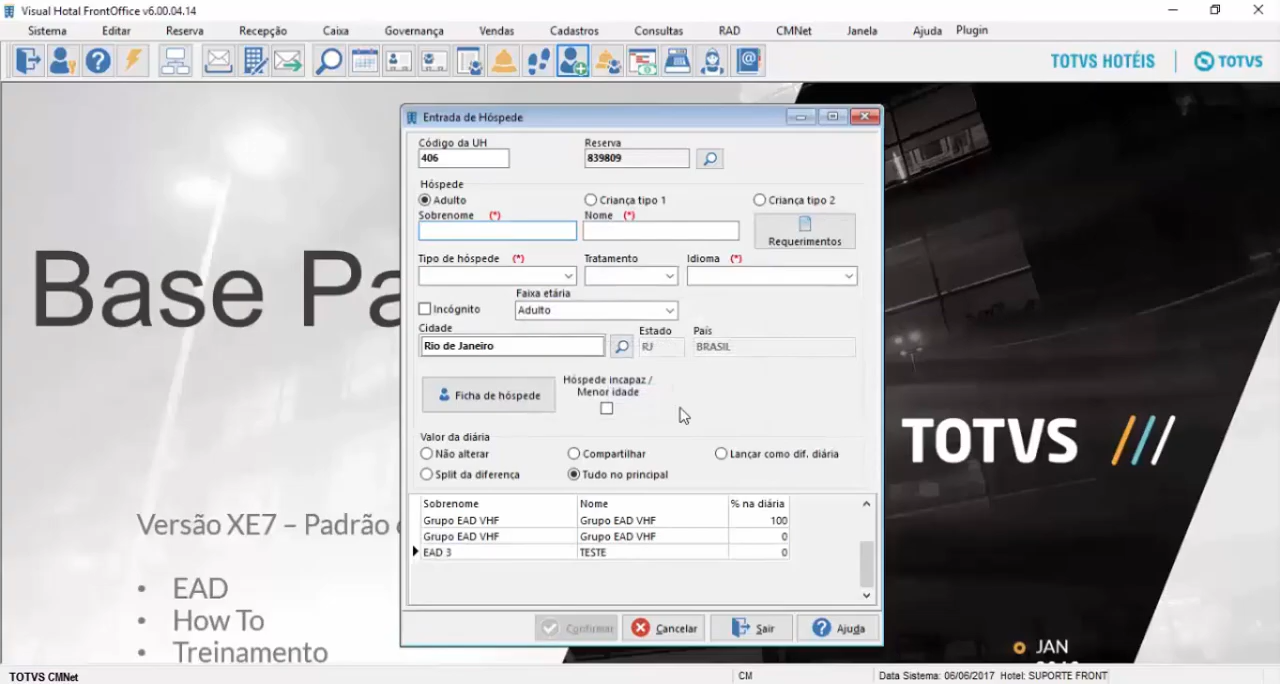 Visual Hotal FrontOffice v6.00.04.14
Sistema Editar Reserva Recepção Caixa Governança Vendas Cadastros Consultas RAD CMNet Janela Ajuda Plugin
TOTVS HOTÉIS TOTVS
Entrada de Hóspede
Código da UH Reserva
406 839809
Hóspede
Adulto Criança tipo 1 Criança tipo 2
Sobrenome (*) Nome (*)
Requerimentos
Tipo de hóspede (*) Tratamento Idioma (*)
Faixa etária
Incógnito Adulto
Cidade Estado País
Rio de Janeiro RJ BRASIL
Ficha de hóspede
Hóspede incapaz /
Menor idade
Valor da diária
Não alterar Compartilhar Lançar como dif. diária
Split da diferença Tudo no principal
Sobrenome Nome % na diária
Grupo EAD VHF Grupo EAD VHF 100
Grupo EAD VHF Grupo EAD VHF 0
EAD 3 TESTE 0
Confirmar Cancelar Sair Ajuda
Base Pa
Versão XE7 – Padrão
• EAD
• How To
• Treinamento
TOTVS
JAN
TOTVS CMNet CM Data Sistema: 06/06/2017 Hotel: SUPORTE FRONT